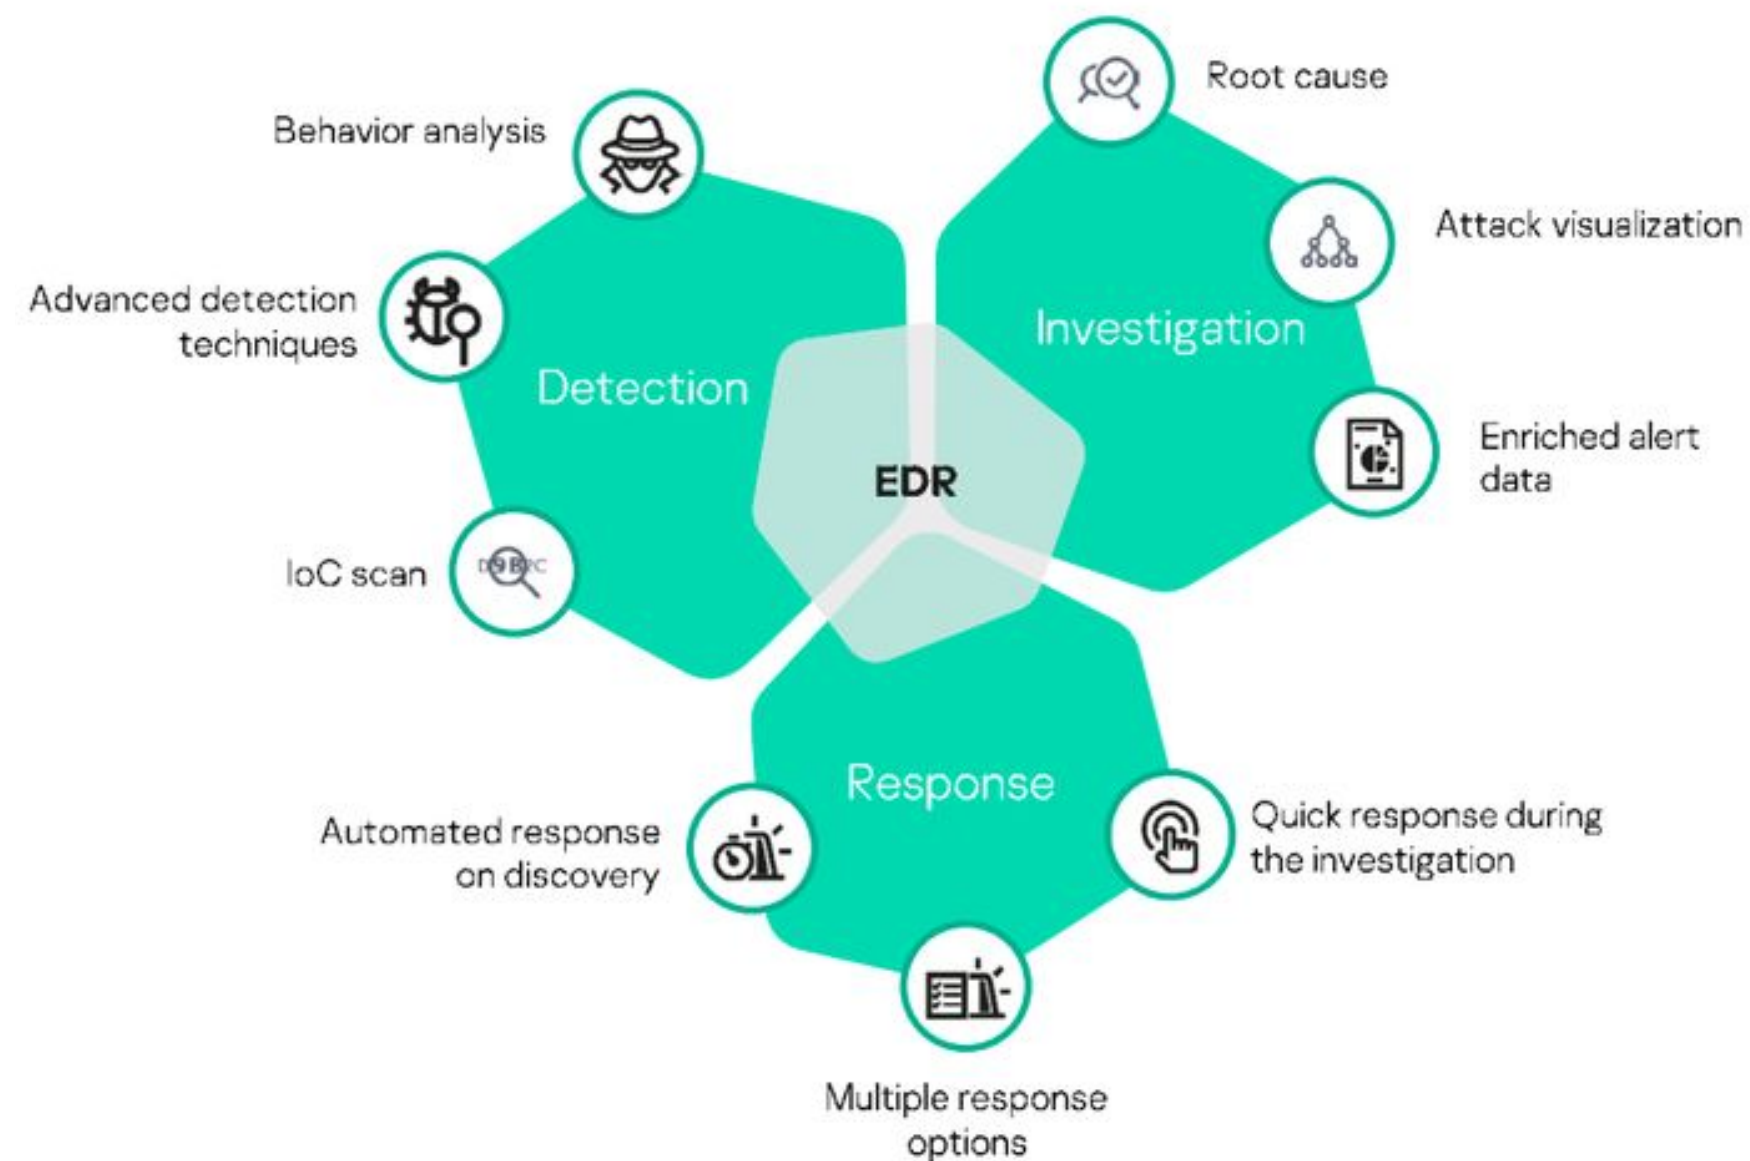 Root cause
Behavior analysis
Attack visualization
Advanced detection
techniques
Investigation
Detection
Enriched alert
data
EDR
IoC scan
Response
Automated response
on discovery
Quick response during
the investigation
Multiple response
options